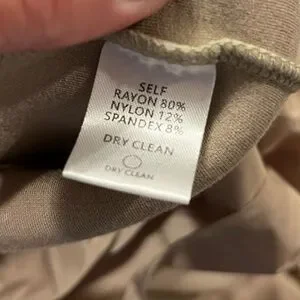 SELF
RAYON 80%
NYLON 12%
SPANDEX 8%
DRY CLEAN
DRY CLEAN